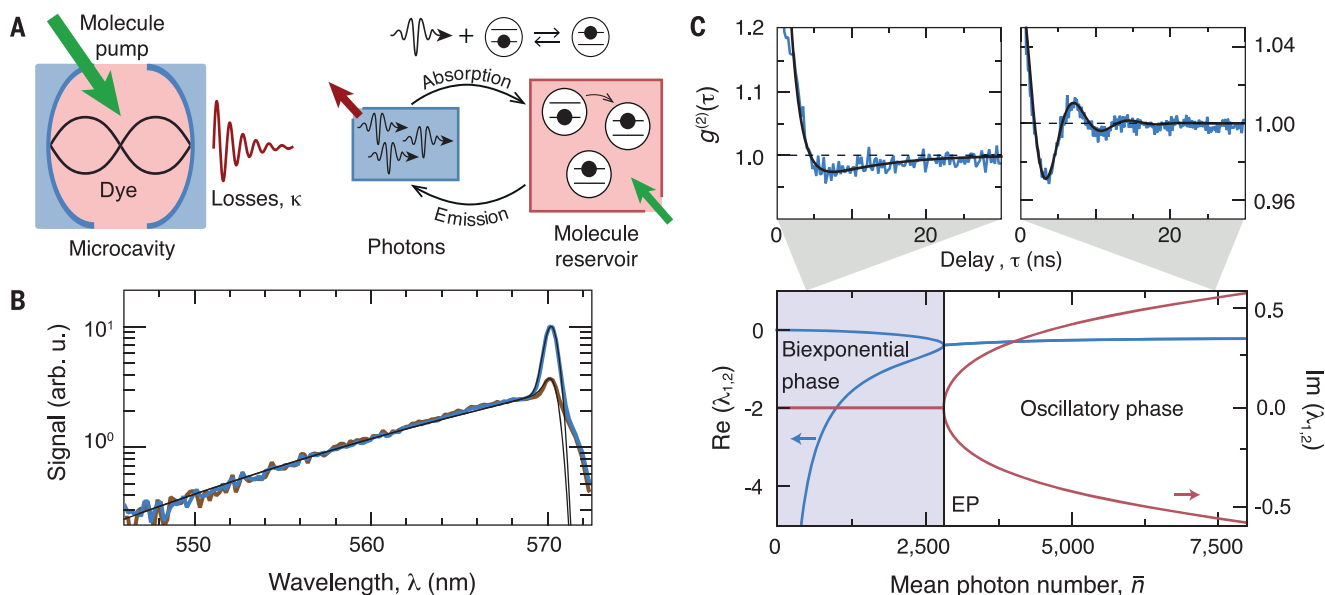 A
Molecule
pump
Dye
Losses, κ
Microcavity
+
⇄
Absorption
Emission
Photons
Molecule
reservoir
B
Signal (arb. u.)
10¹
10⁰
550
560
570
Wavelength, λ (nm)
C
g⁽²⁾(τ)
1.2
1.1
1.0
0
20
0
20
1.04
1.00
0.96
Delay, τ (ns)
Re (λ₁,₂)
0
-2
-4
Biexponential
phase
Oscillatory phase
EP
0.5
0.0
-0.5
Im (λ₁,₂)
0
2,500
5,000
7,500
Mean photon number, n̄